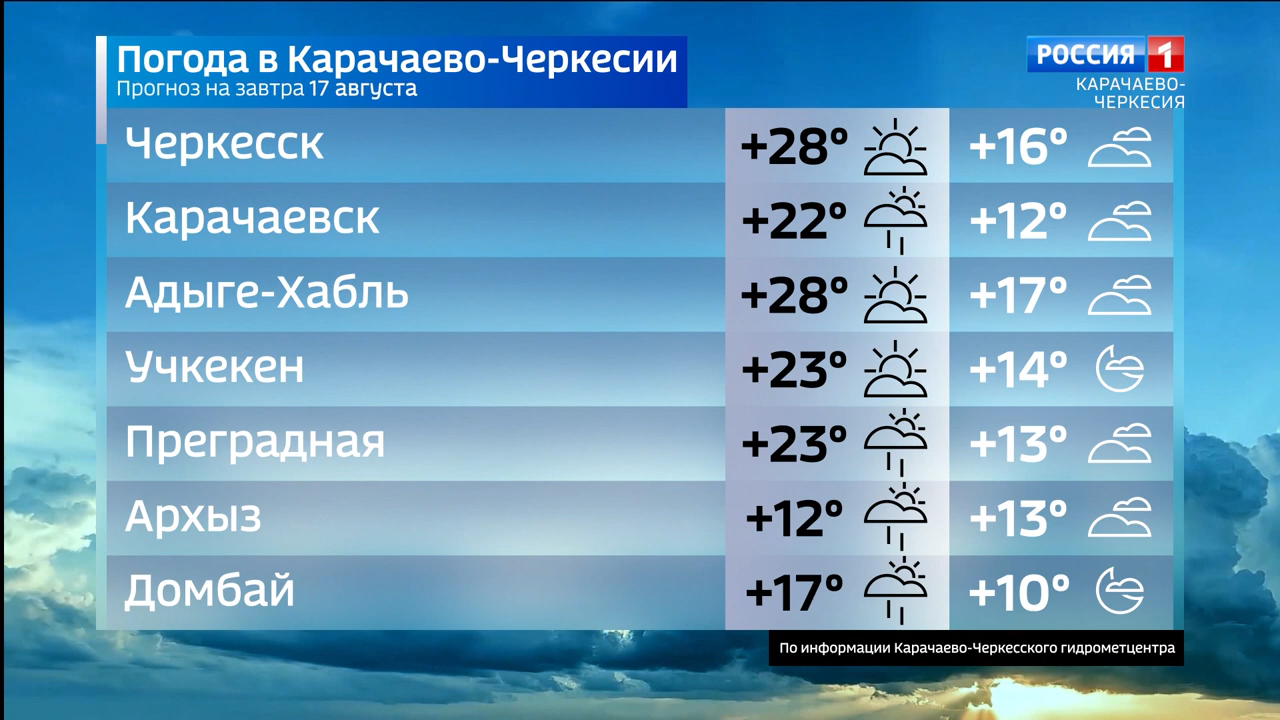 Погода в Карачаево-Черкесии
Прогноз на завтра 17 августа
РОССИЯ 1
КАРАЧАЕВО-
ЧЕРКЕСИЯ
Черкесск +28° +16°
Карачаевск +22° +12°
Адыге-Хабль +28° +17°
Учкекен +23° +14°
Преградная +23° +13°
Архыз +12° +13°
Домбай +17° +10°
По информации Карачаево-Черкесского гидрометцентра